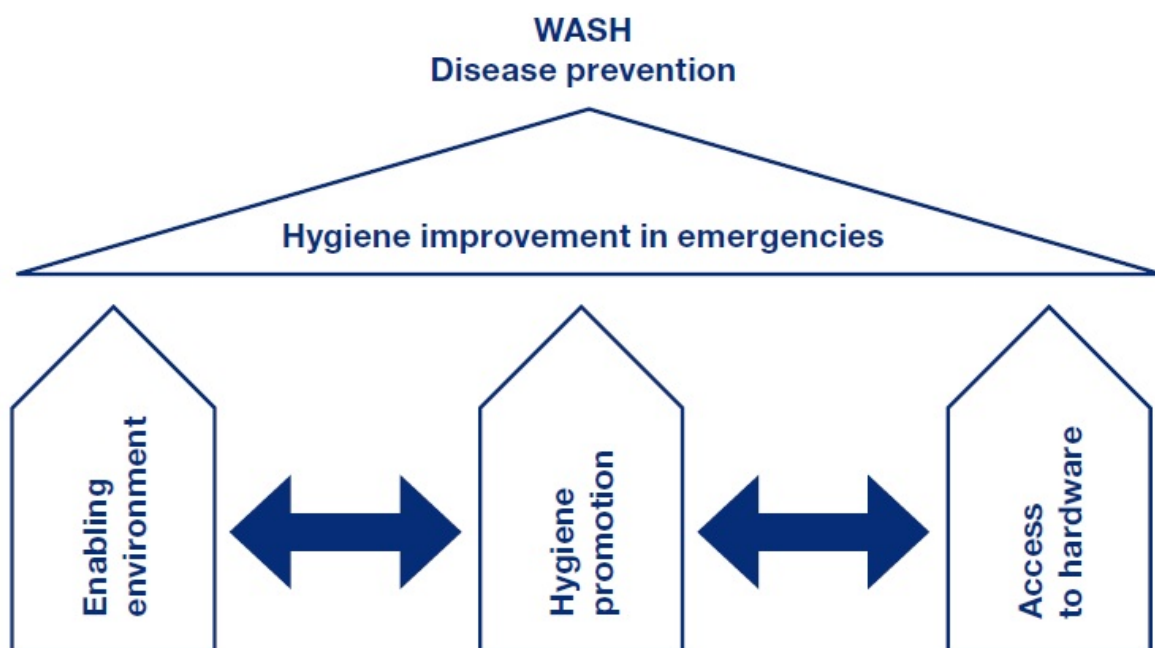 WASH
Disease prevention
Hygiene improvement in emergencies
Enabling
environment
Hygiene
promotion
Access
to hardware